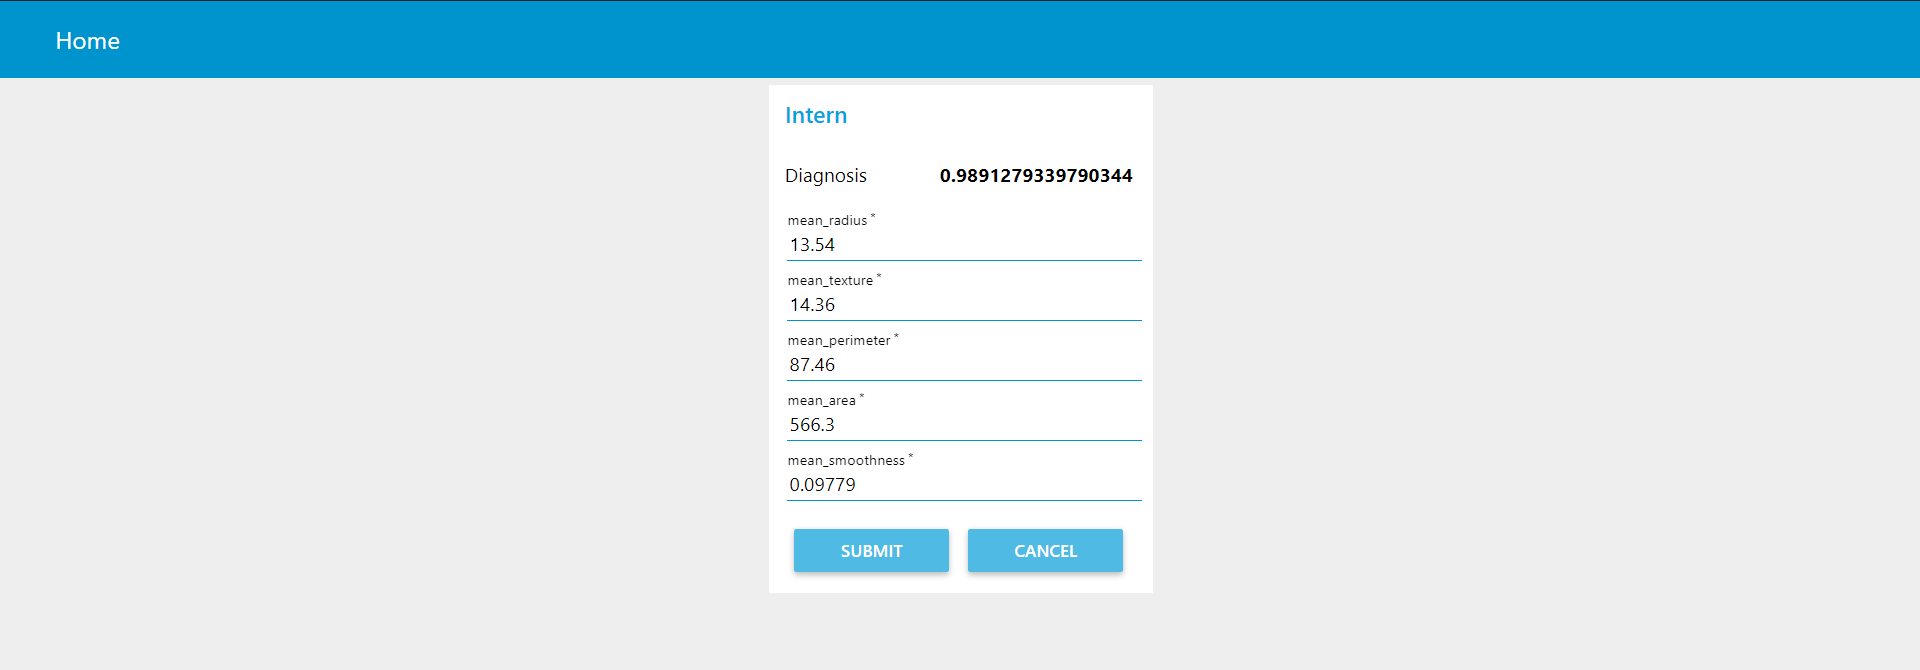 Home
Intern
Diagnosis 0.9891279339790344
mean_radius *
13.54
mean_texture *
14.36
mean_perimeter *
87.46
mean_area *
566.3
mean_smoothness *
0.09779
SUBMIT CANCEL